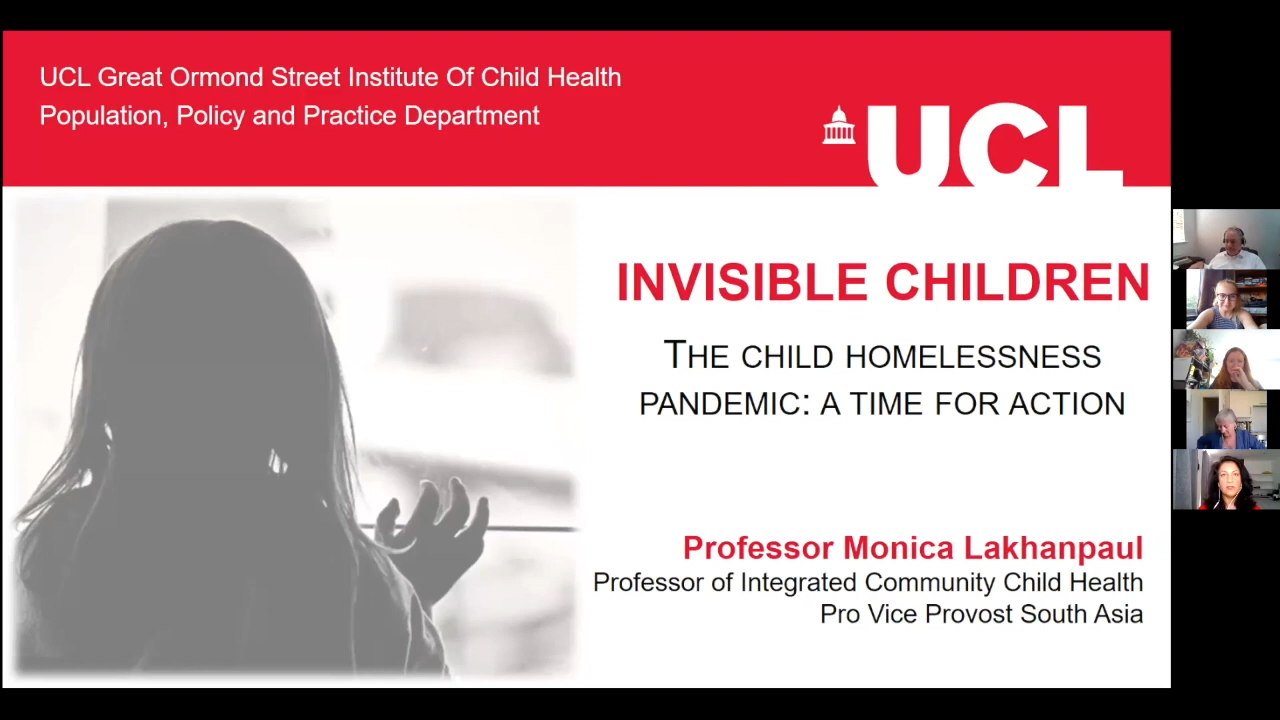 UCL Great Ormond Street Institute Of Child Health
Population, Policy and Practice Department
UCL
INVISIBLE CHILDREN
THE CHILD HOMELESSNESS
PANDEMIC: A TIME FOR ACTION
Professor Monica Lakhanpaul
Professor of Integrated Community Child Health
Pro Vice Provost South Asia